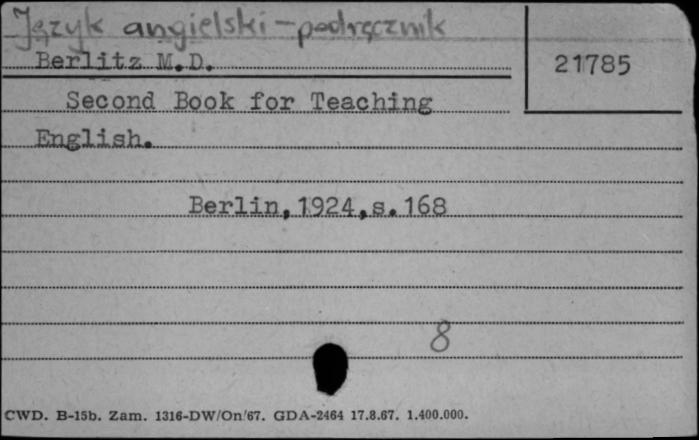 Język angielski - podręcznik
Berlitz M.D.
21785
Second Book for Teaching
English.
Berlin,1924,s.168
8
CWD. B-15b. Zam. 1316-DW/On/67. GDA-2464 17.8.67. 1.400.000.